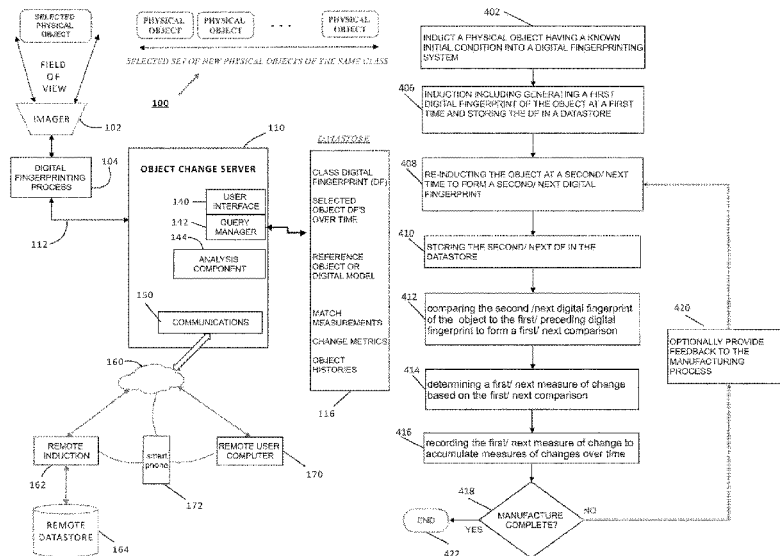 SELECTED
PHYSICAL
OBJECT
FIELD
OF
VIEW
IMAGER
102
DIGITAL
FINGERPRINTING
PROCESS
104
112
PHYSICAL
OBJECT
PHYSICAL
OBJECT
. . .
PHYSICAL
OBJECT
SELECTED SET OF NEW PHYSICAL OBJECTS OF THE SAME CLASS
100
110
OBJECT CHANGE SERVER
140
USER
INTERFACE
142
QUERY
MANAGER
144
ANALYSIS
COMPONENT
150
COMMUNICATIONS
DATASTORE
CLASS DIGITAL
FINGERPRINT (DF)
SELECTED
OBJECT DF'S
OVER TIME
REFERENCE
OBJECT OR
DIGITAL MODEL
MATCH
MEASUREMENTS
CHANGE METRICS
OBJECT
HISTORIES
116
160
REMOTE
INDUCTION
162
smart
phone
172
REMOTE USER
COMPUTER
170
REMOTE
DATASTORE
164
402
INDUCT A PHYSICAL OBJECT HAVING A KNOWN
INITIAL CONDITION INTO A DIGITAL FINGERPRINTING
SYSTEM
406
INDUCTION INCLUDING GENERATING A FIRST
DIGITAL FINGERPRINT OF THE OBJECT AT A FIRST
TIME AND STORING THE DF IN A DATASTORE
408
RE-INDUCTING THE OBJECT AT A SECOND/ NEXT
TIME TO FORM A SECOND/ NEXT DIGITAL
FINGERPRINT
410
STORING THE SECOND/ NEXT DF IN THE
DATASTORE
412
comparing the second /next digital fingerprint
of the object to the first/ preceding digital
fingerprint to form a first/ next comparison
414
determining a first/ next measure of change
based on the first/ next comparison
416
recording the first/ next measure of change to
accumulate measures of changes over time
418
MANUFACTURE
COMPLETE?
NO
YES
END
422
420
OPTIONALLY PROVIDE
FEEDBACK TO THE
MANUFACTURING
PROCESS